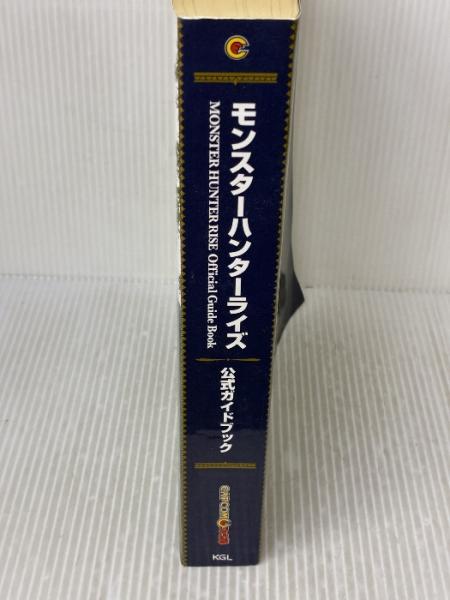 モンスターハンターライズ
MONSTER HUNTER RISE Official Guide Book
公式ガイドブック
CAPCOM
KGL